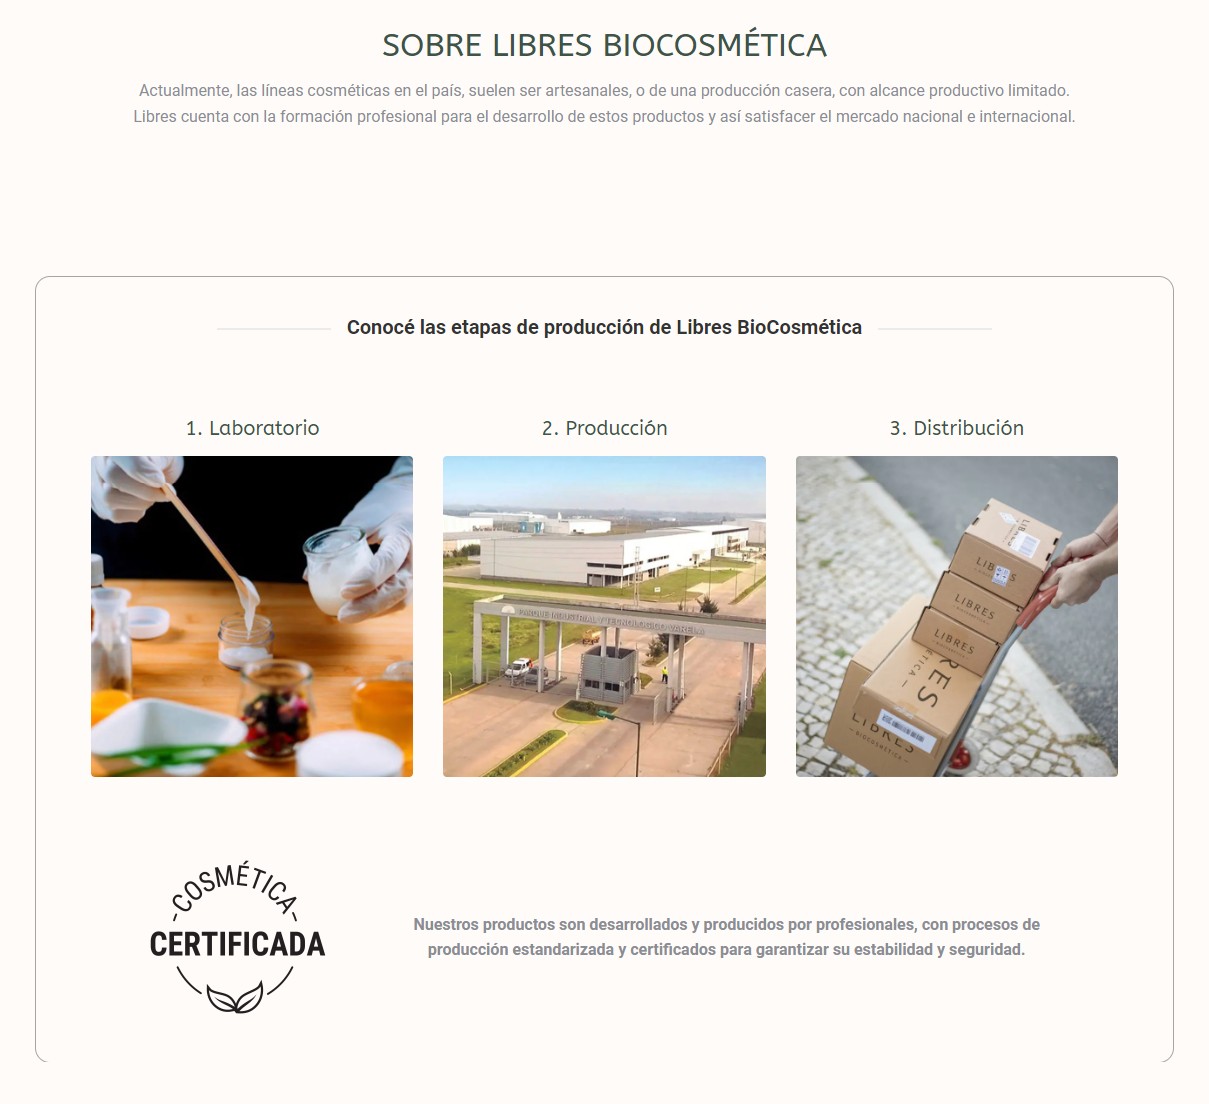 SOBRE LIBRES BIOCOSMÉTICA
Actualmente, las líneas cosméticas en el país, suelen ser artesanales, o de una producción casera, con alcance productivo limitado.
Libres cuenta con la formación profesional para el desarrollo de estos productos y así satisfacer el mercado nacional e internacional.
Conocé las etapas de producción de Libres BioCosmética
1. Laboratorio
2. Producción
3. Distribución
PARQUE INDUSTRIAL Y TECNOLOGICO VARELA
LIBRES
LIBRES
LIBRES
RES
LIBRES
BIOCOSMÉTICA
COSMÉTICA
CERTIFICADA
Nuestros productos son desarrollados y producidos por profesionales, con procesos de
producción estandarizada y certificados para garantizar su estabilidad y seguridad.